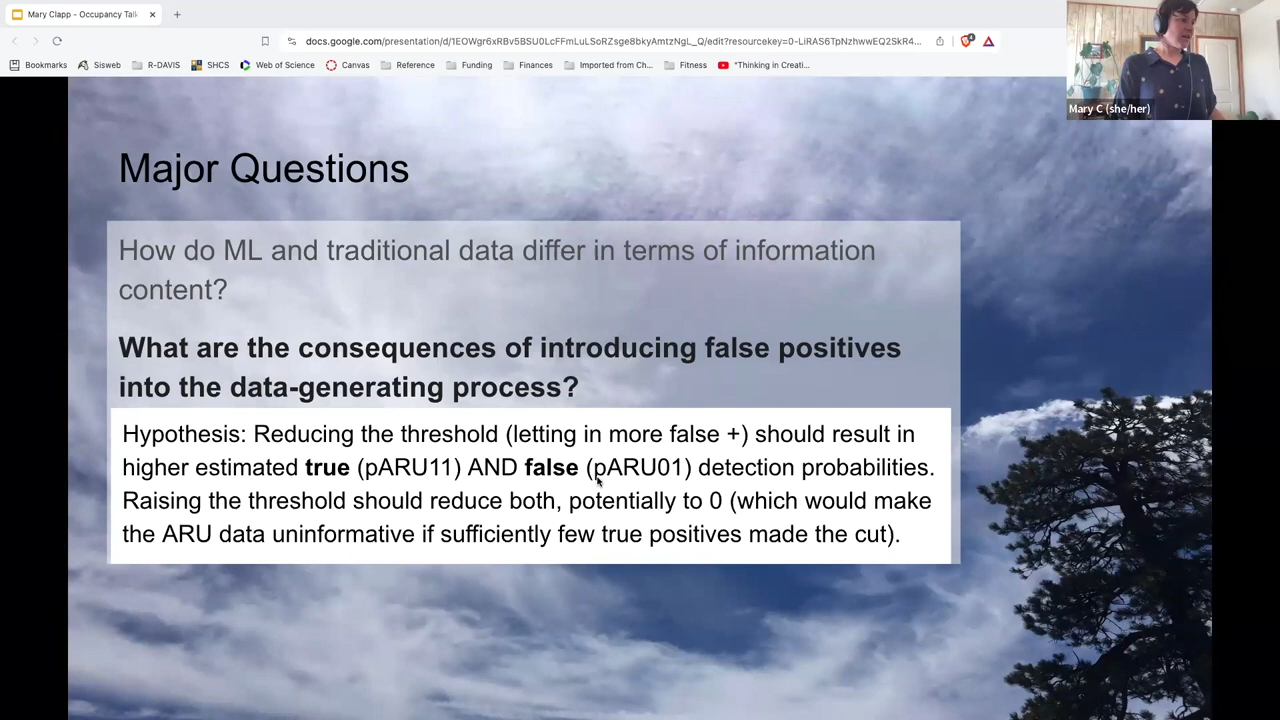 Mary Clapp - Occupancy Talk
docs.google.com/presentation/d/1EOWgr6xRBv5BSU0LcFFmLuLSoRZsge8bkyAmtzNgL_Q/edit?resourcekey=0-LiRAS6TpNzhwwEQ2SkR4...
Bookmarks Sisweb R-DAVIS SHCS Web of Science Canvas Reference Funding Finances Imported from Ch... Fitness "Thinking in Creati...
Mary C (she/her)
Major Questions
How do ML and traditional data differ in terms of information
content?
What are the consequences of introducing false positives
into the data-generating process?
Hypothesis: Reducing the threshold (letting in more false +) should result in
higher estimated true (pARU11) AND false (pARU01) detection probabilities.
Raising the threshold should reduce both, potentially to 0 (which would make
the ARU data uninformative if sufficiently few true positives made the cut).